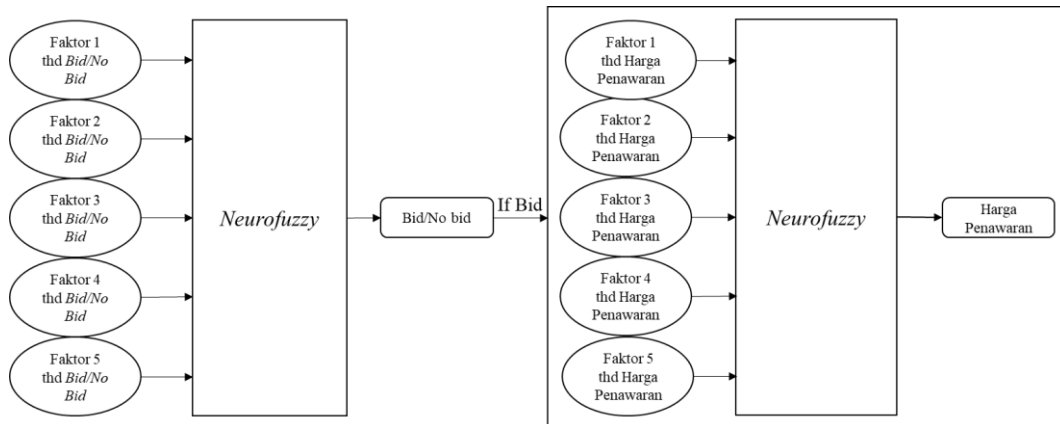 Faktor 1
thd Bid/No
Bid
Faktor 2
thd Bid/No
Bid
Faktor 3
thd Bid/No
Bid
Faktor 4
thd Bid/No
Bid
Faktor 5
thd Bid/No
Bid
Neurofuzzy
Bid/No bid
If Bid
Faktor 1
thd Harga
Penawaran
Faktor 2
thd Harga
Penawaran
Faktor 3
thd Harga
Penawaran
Faktor 4
thd Harga
Penawaran
Faktor 5
thd Harga
Penawaran
Neurofuzzy
Harga
Penawaran